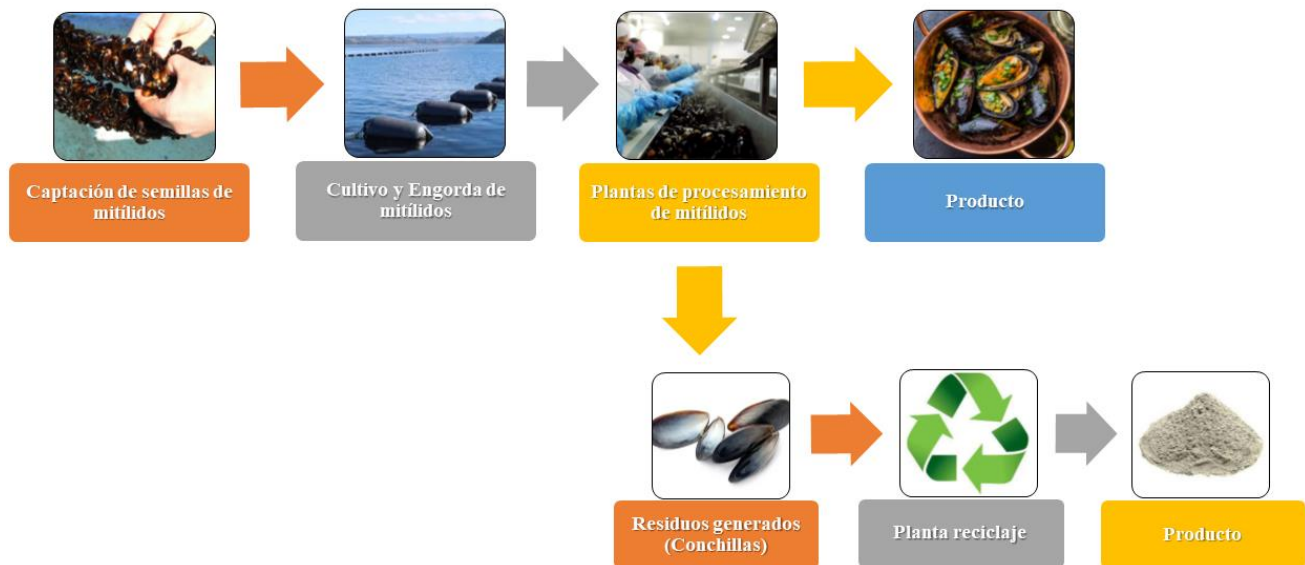 Captación de semillas de
mitílidos
Cultivo y Engorda de
mitílidos
Plantas de procesamiento
de mitílidos
Producto
Residuos generados
(Conchillas)
Planta reciclaje
Producto